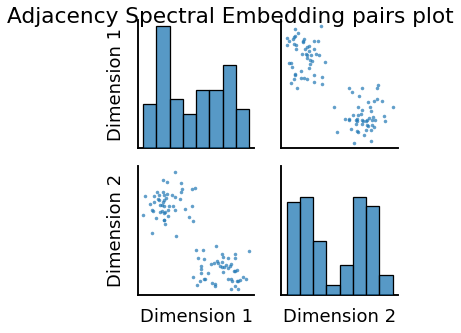 Adjacency Spectral Embedding pairs plot
Dimension 1
Dimension 2
Dimension 1
Dimension 2